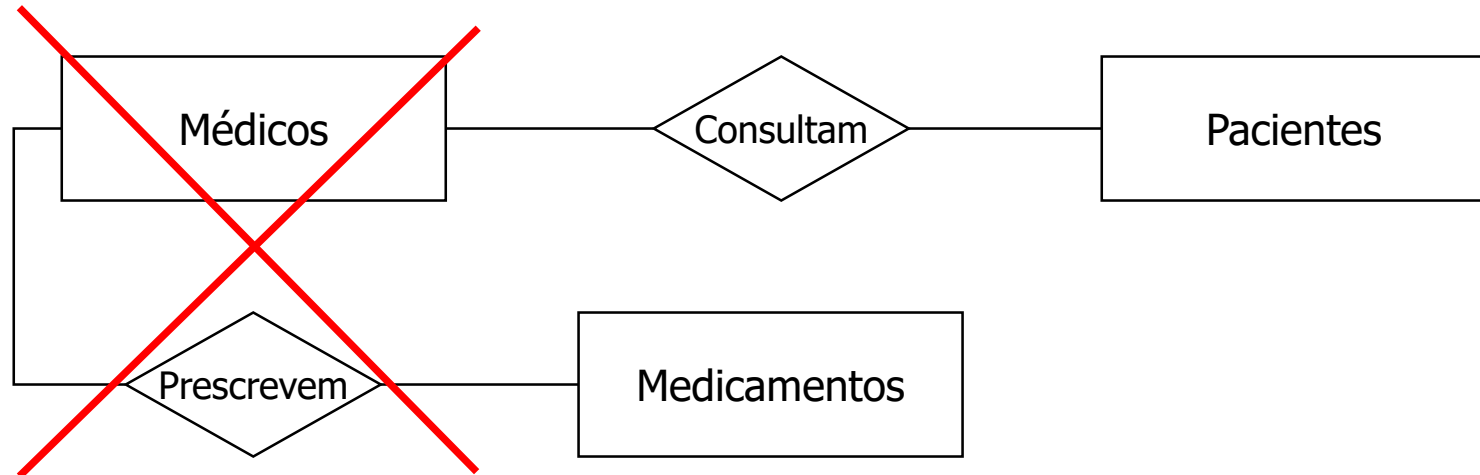 Médicos
Consultam
Pacientes
Prescrevem
Medicamentos